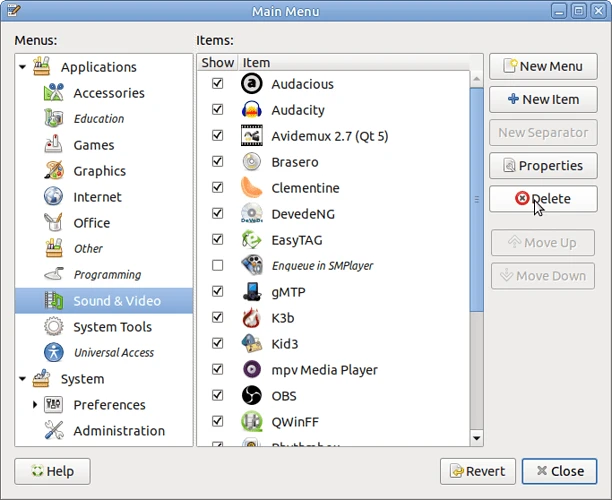 Main Menu
Menus:
Items:
Applications
Accessories
Education
Games
Graphics
Internet
Office
Other
Programming
Sound & Video
System Tools
Universal Access
System
Preferences
Administration
Show Item
Audacious
Audacity
Avidemux 2.7 (Qt 5)
Brasero
Clementine
DevedeNG
EasyTAG
Enqueue in SMPlayer
gMTP
K3b
Kid3
mpv Media Player
OBS
QWinFF
New Menu
New Item
New Separator
Properties
Delete
Move Up
Move Down
Help
Revert
Close